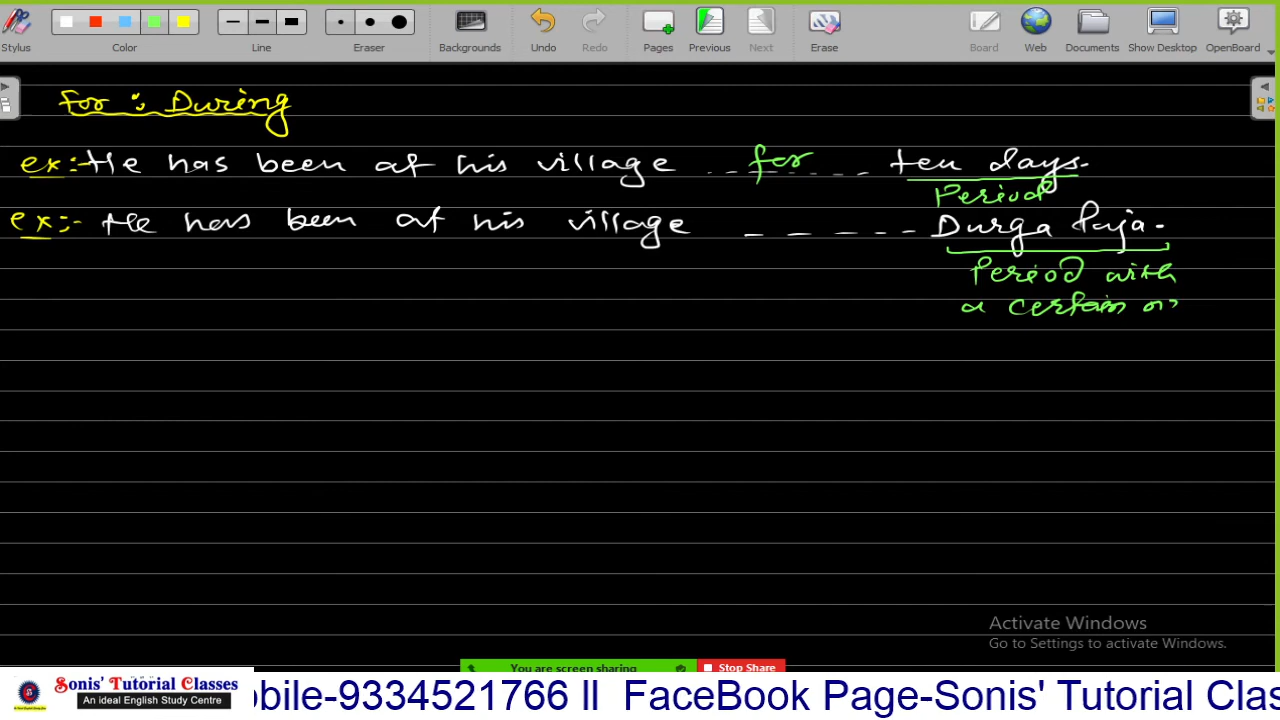 Stylus Color Line Eraser Backgrounds Undo Redo Pages Previous Next Erase Board Web Documents Show Desktop OpenBoard
For : During
ex:- He has been at his village ........ for ten days.
Period
ex:- He has been at his village ------ Durga Puja.
Period with
a certain
Activate Windows
Go to Settings to activate Windows.
You are screen sharing Stop Share
Sonis' Tutorial Classes
An ideal English Study Centre
obile-9334521766 ll FaceBook Page-Sonis' Tutorial Clas